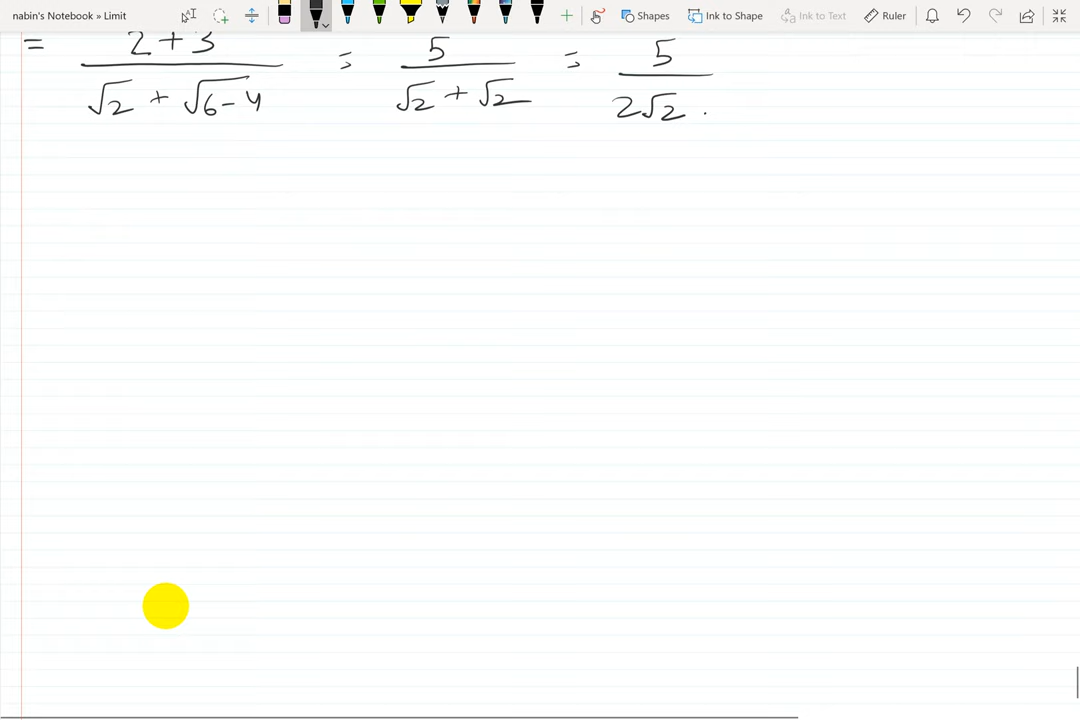 nabin's Notebook » Limit Shapes Ink to Shape Ink to Text Ruler
= (2 + 3)/(√2 + √(6-4)) = 5/(√2 + √2) = 5/(2√2) .